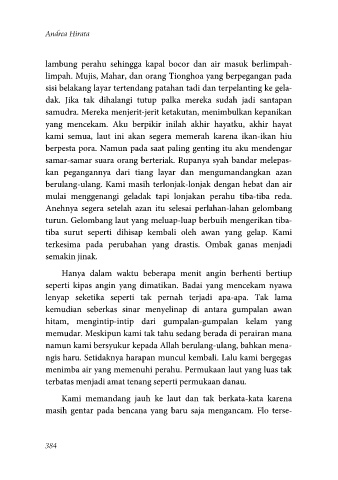 Andrea Hirata
lambung perahu sehingga kapal bocor dan air masuk berlimpah-
limpah. Mujis, Mahar, dan orang Tionghoa yang berpegangan pada
sisi belakang layar tertendang patahan tadi dan terpelanting ke gela-
dak. Jika tak dihalangi tutup palka mereka sudah jadi santapan
samudra. Mereka menjerit-jerit ketakutan, menimbulkan kepanikan
yang mencekam. Aku berpikir inilah akhir hayatku, akhir hayat
kami semua, laut ini akan segera memerah karena ikan-ikan hiu
berpesta pora. Namun pada saat paling genting itu aku mendengar
samar-samar suara orang berteriak. Rupanya syah bandar melepas-
kan pegangannya dari tiang layar dan mengumandangkan azan
berulang-ulang. Kami masih terlonjak-lonjak dengan hebat dan air
mulai menggenangi geladak tapi lonjakan perahu tiba-tiba reda.
Anehnya segera setelah azan itu selesai perlahan-lahan gelombang
turun. Gelombang laut yang meluap-luap berbuih mengerikan tiba-
tiba surut seperti dihisap kembali oleh awan yang gelap. Kami
terkesima pada perubahan yang drastis. Ombak ganas menjadi
semakin jinak.
Hanya dalam waktu beberapa menit angin berhenti bertiup
seperti kipas angin yang dimatikan. Badai yang mencekam nyawa
lenyap seketika seperti tak pernah terjadi apa-apa. Tak lama
kemudian seberkas sinar menyelinap di antara gumpalan awan
hitam, mengintip-intip dari gumpalan-gumpalan kelam yang
memudar. Meskipun kami tak tahu sedang berada di perairan mana
namun kami bersyukur kepada Allah berulang-ulang, bahkan mena-
ngis haru. Setidaknya harapan muncul kembali. Lalu kami bergegas
menimba air yang memenuhi perahu. Permukaan laut yang luas tak
terbatas menjadi amat tenang seperti permukaan danau.
Kami memandang jauh ke laut dan tak berkata-kata karena
masih gentar pada bencana yang baru saja mengancam. Flo terse-
384